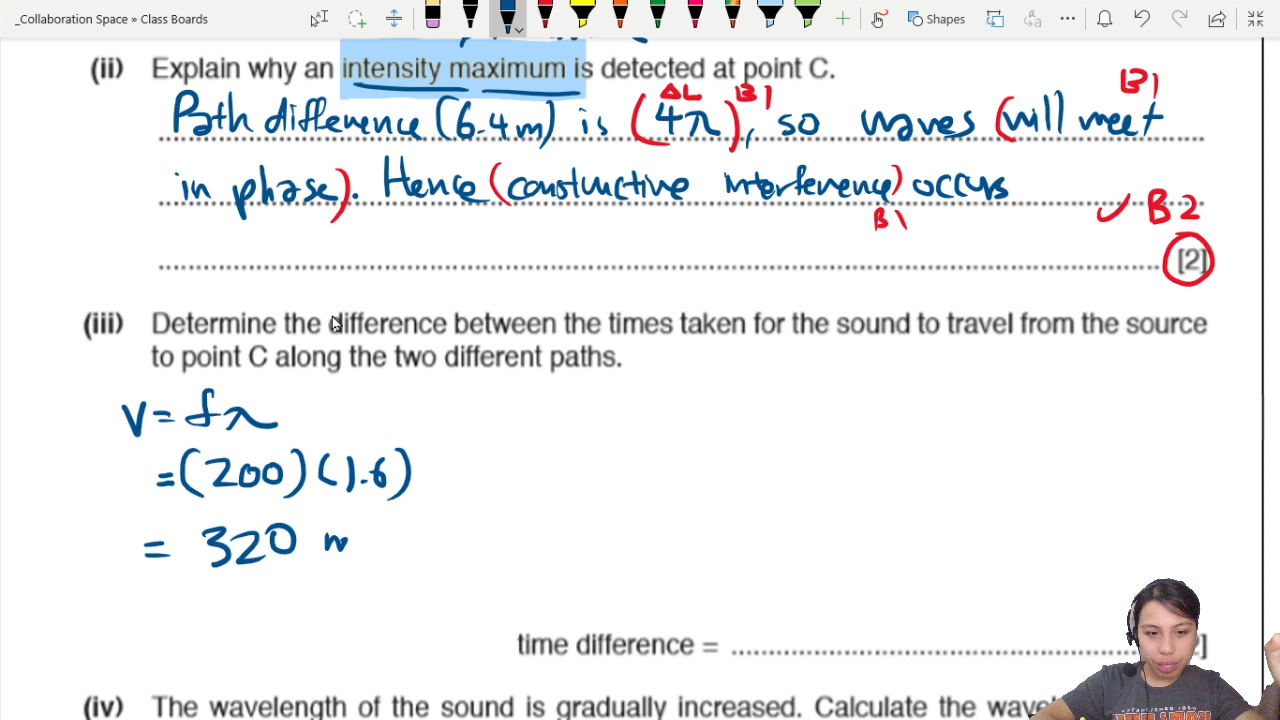 _Collaboration Space » Class Boards
Shapes
(ii) Explain why an intensity maximum is detected at point C.
ΔL B1 B1
Path difference (6.4m) is (4λ), so waves (will meet
in phase). Hence (constructive interference) occurs
B1 ✓ B2
[2]
(iii) Determine the difference between the times taken for the sound to travel from the source
to point C along the two different paths.
v = fλ
= (200)(1.6)
= 320 m
time difference = ........................................ ]
(iv) The wavelength of the sound is gradually increased. Calculate the